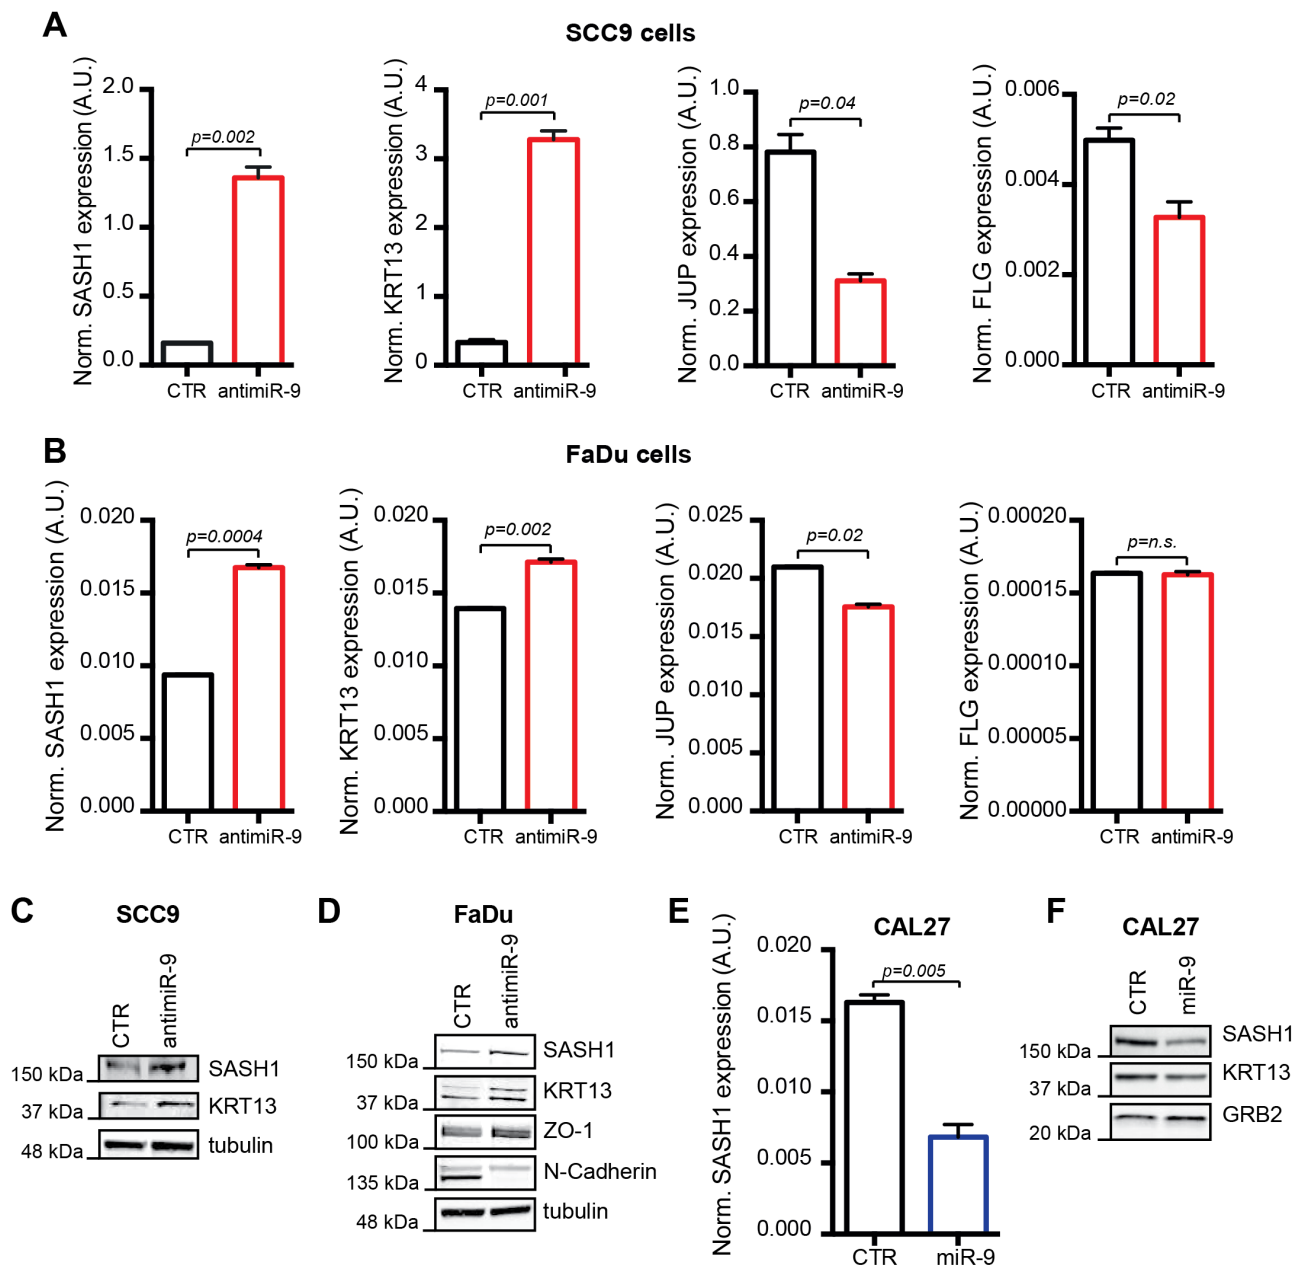 A
SCC9 cells
Norm. SASH1 expression (A.U.)
2.0
1.5
1.0
0.5
0.0
p=0.002
CTR antimiR-9
Norm. KRT13 expression (A.U.)
4
3
2
1
0
p=0.001
CTR antimiR-9
Norm. JUP expression (A.U.)
1.0
0.8
0.6
0.4
0.2
0.0
p=0.04
CTR antimiR-9
Norm. FLG expression (A.U.)
0.006
0.004
0.002
0.000
p=0.02
CTR antimiR-9
B
FaDu cells
Norm. SASH1 expression (A.U.)
0.020
0.015
0.010
0.005
0.000
p=0.0004
CTR antimiR-9
Norm. KRT13 expression (A.U.)
0.020
0.015
0.010
0.005
0.000
p=0.002
CTR antimiR-9
Norm. JUP expression (A.U.)
0.025
0.020
0.015
0.010
0.005
0.000
p=0.02
CTR antimiR-9
Norm. FLG expression (A.U.)
0.00020
0.00015
0.00010
0.00005
0.00000
p=n.s.
CTR antimiR-9
C
SCC9
CTR
antimiR-9
150 kDa SASH1
37 kDa KRT13
48 kDa tubulin
D
FaDu
CTR
antimiR-9
150 kDa SASH1
37 kDa KRT13
100 kDa ZO-1
135 kDa N-Cadherin
48 kDa tubulin
E
CAL27
Norm. SASH1 expression (A.U.)
0.020
0.015
0.010
0.005
0.000
p=0.005
CTR miR-9
F
CAL27
CTR
miR-9
150 kDa SASH1
37 kDa KRT13
20 kDa GRB2